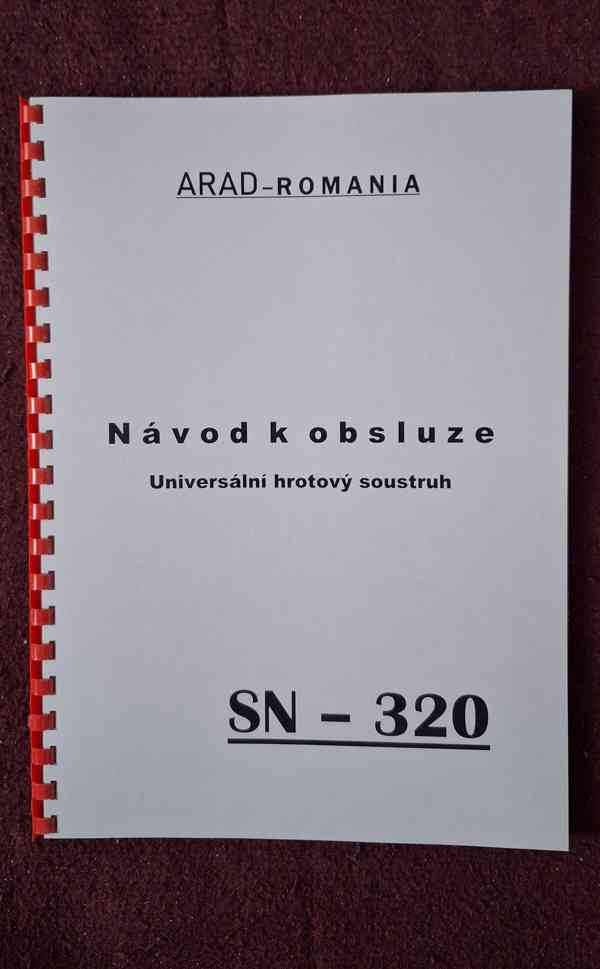 ARAD–ROMANIA
Návod k obsluze
Universální hrotový soustruh
SN – 320